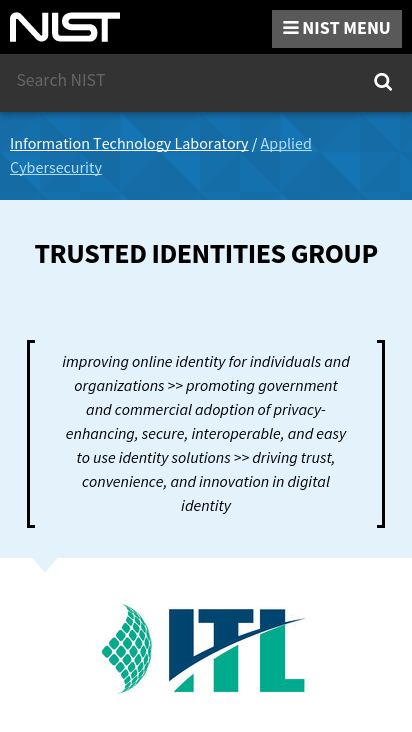 NIST
NIST MENU
Search NIST
Information Technology Laboratory / Applied
Cybersecurity
TRUSTED IDENTITIES GROUP
improving online identity for individuals and
organizations >> promoting government
and commercial adoption of privacy-
enhancing, secure, interoperable, and easy
to use identity solutions >> driving trust,
convenience, and innovation in digital
identity
ITL